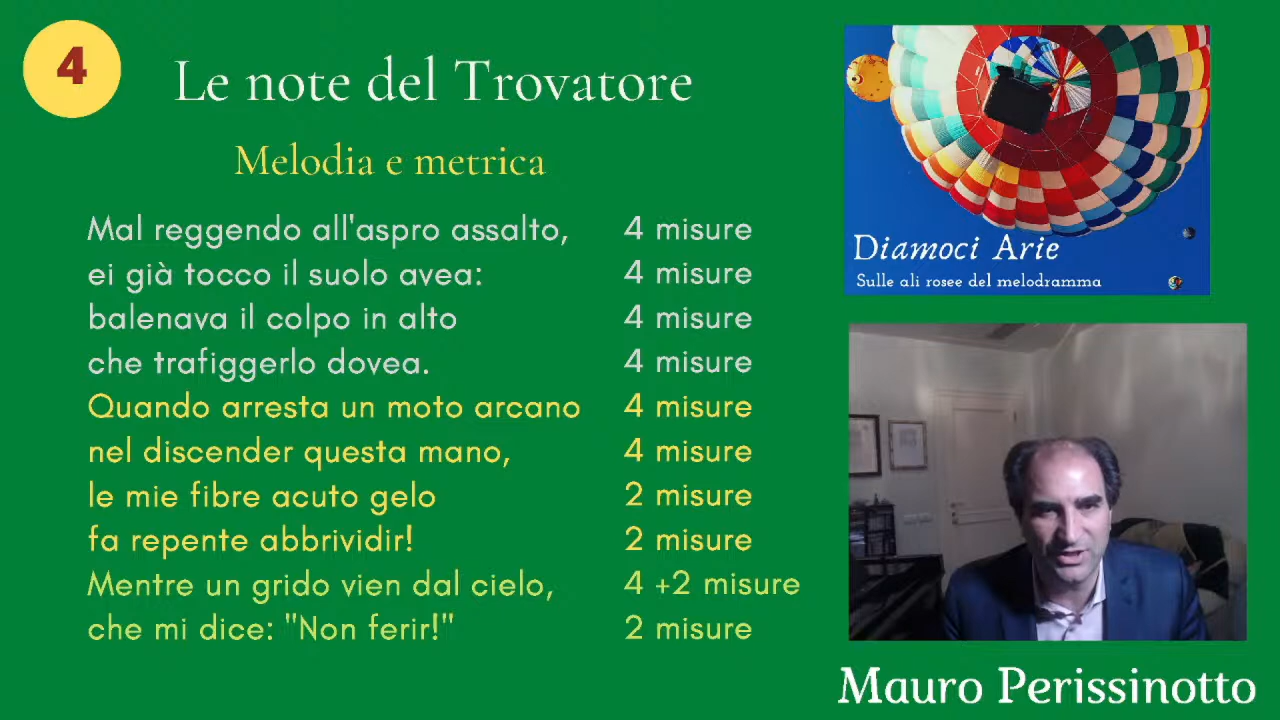 4
Le note del Trovatore
Melodia e metrica
Mal reggendo all'aspro assalto, 4 misure
ei già tocco il suolo avea: 4 misure
balenava il colpo in alto 4 misure
che trafiggerlo dovea. 4 misure
Quando arresta un moto arcano 4 misure
nel discender questa mano, 4 misure
le mie fibre acuto gelo 2 misure
fa repente abbrividir! 2 misure
Mentre un grido vien dal cielo, 4 +2 misure
che mi dice: "Non ferir!" 2 misure
Diamoci Arie
Sulle ali rosee del melodramma
Mauro Perissinotto